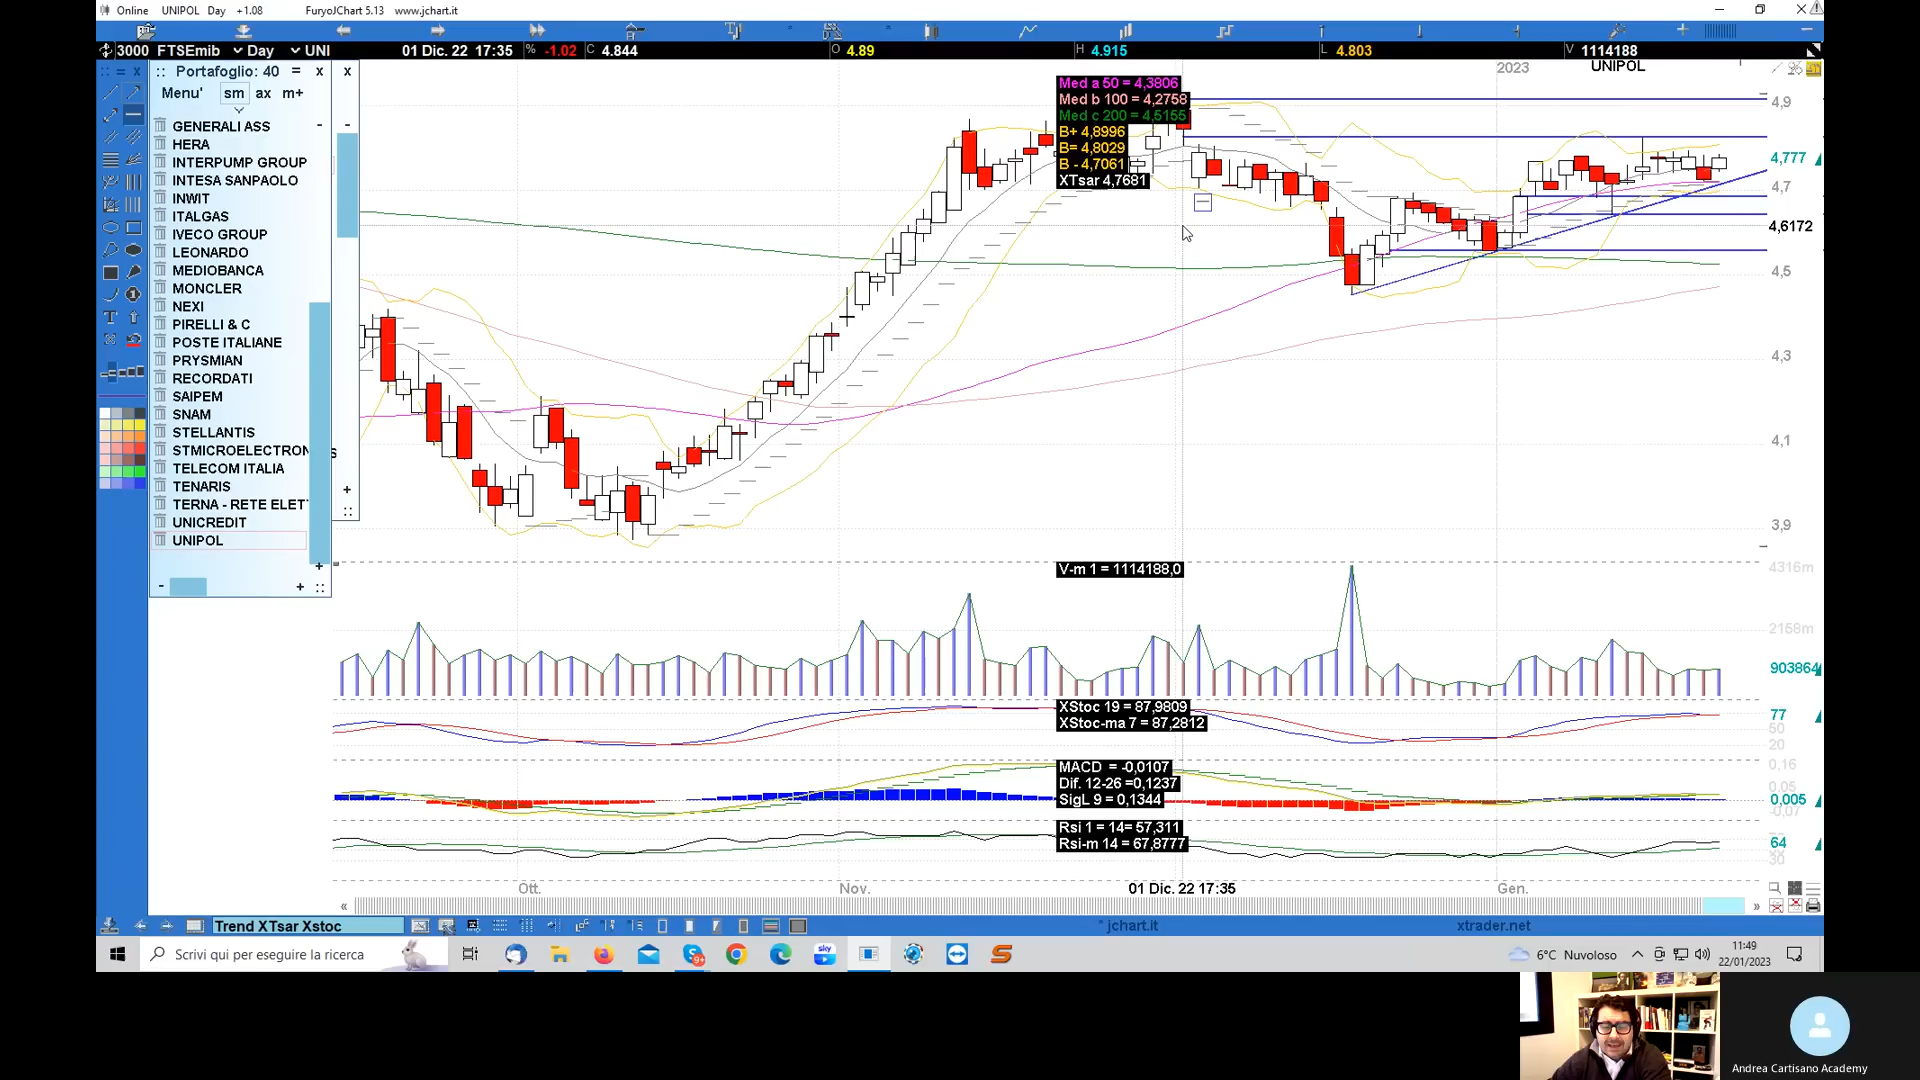 Online UNIPOL Day +1.08 FuryoJChart 5.13 www.jchart.it
3000 FTSEmib Day UNI 01 Dic. 22 17:35 % -1.02 C 4.844 O 4.89 H 4.915 L 4.803 V 1114188
:: Portafoglio: 40 = x x
Menu' sm ax m+
GENERALI ASS
HERA
INTERPUMP GROUP
INTESA SANPAOLO
INWIT
ITALGAS
IVECO GROUP
LEONARDO
MEDIOBANCA
MONCLER
NEXI
PIRELLI & C
POSTE ITALIANE
PRYSMIAN
RECORDATI
SAIPEM
SNAM
STELLANTIS
STMICROELECTRON S
TELECOM ITALIA
TENARIS
TERNA - RETE ELET
UNICREDIT
UNIPOL
2023 UNIPOL
Med a 50 = 4,3806
Med b 100 = 4,2758
Med c 200 = 4,5155
B+ 4,8996
B= 4,8029
B - 4,7061
XTsar 4,7681
4,9
4,777
4,7
4,6172
4,5
4,3
4,1
3,9
V-m 1 = 1114188,0
4316m
2158m
903864
XStoc 19 = 87,9809
XStoc-ma 7 = 87,2812
77
50
20
MACD = -0,0107
Dif. 12-26 =0,1237
SigL 9 = 0,1344
0,16
0,05
0,005
-0,07
Rsi 1 = 14= 57,311
Rsi-m 14 = 67,8777
64
30
Ott. Nov. 01 Dic. 22 17:35 Gen.
« »
Trend XTsar Xstoc * jchart.it xtrader.net
Scrivi qui per eseguire la ricerca
sky
6°C Nuvoloso
11:49
22/01/2023
Andrea Cartisano Academy